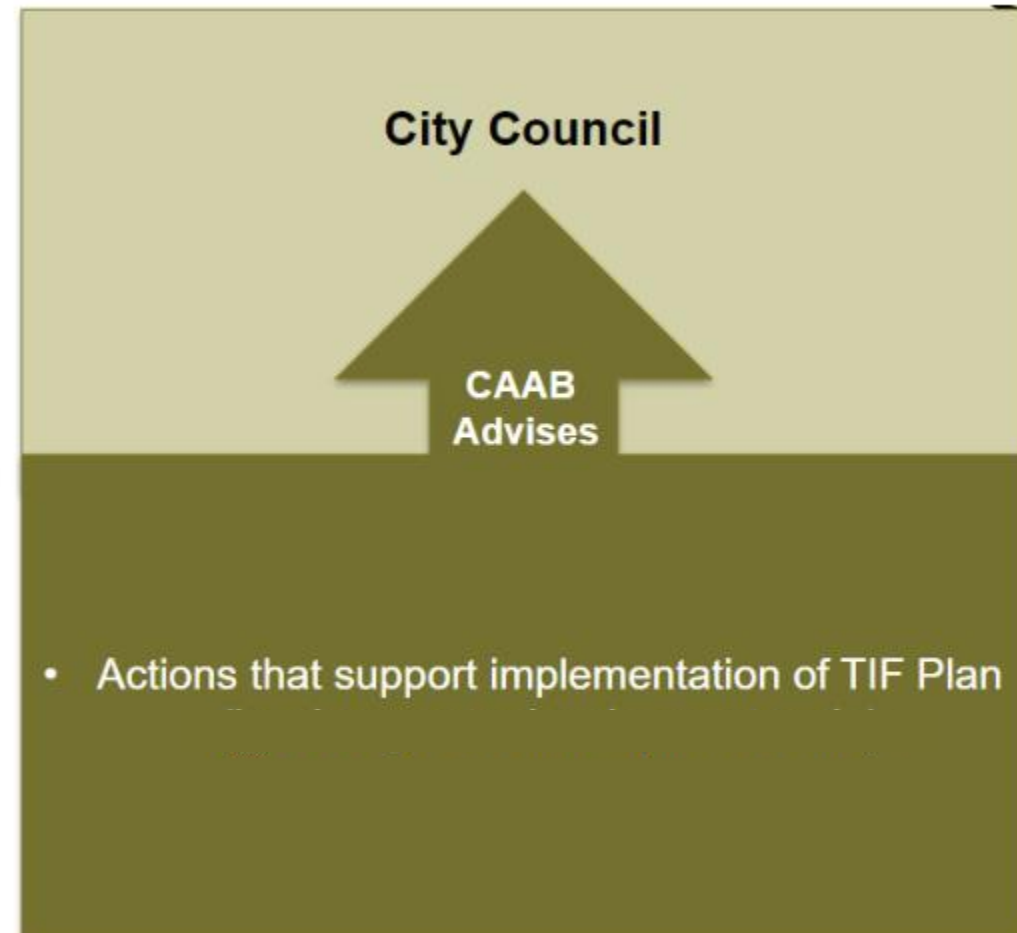 City Council
CAAB
Advises
• Actions that support implementation of TIF Plan